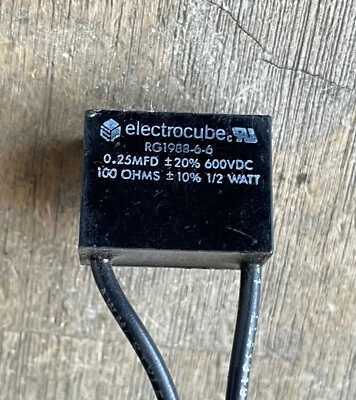 electrocube
RG1988-6-6
0.25MFD ±20% 600VDC
100 OHMS ±10% 1/2 WATT